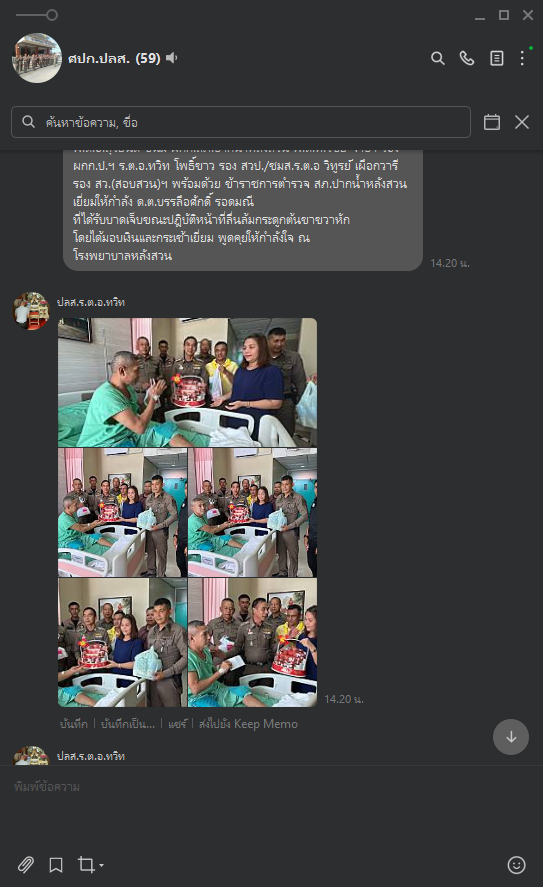 ศปก.ปลส. (59)
ค้นหาข้อความ, ชื่อ
ผกก.ป.ฯ ร.ต.อ.ทวิท โพธิ์ขาว รอง สวป./ชมส.ร.ต.อ วิทูรย์ เผือกวารี
รอง สว.(สอบสวน)ฯ พร้อมด้วย ข้าราชการตำรวจ สภ.ปากน้ำหลังสวน
เยี่ยมให้กำลัง ด.ต.บรรลือศักดิ์ รอดมณี
ที่ได้รับบาดเจ็บขณะปฎิบัติหน้าที่ลื่นล้มกระดูกต้นขาขวาหัก
โดยได้มอบเงินและกระเช้าเยี่ยม พูดคุยให้กำลังใจ ณ
โรงพยาบาลหลังสวน
14.20 น.
ปลส.ร.ต.อ.ทวิท
14.20 น.
บันทึก | บันทึกเป็น... | แชร์ | ส่งไปยัง Keep Memo
ปลส.ร.ต.อ.ทวิท
พิมพ์ข้อความ